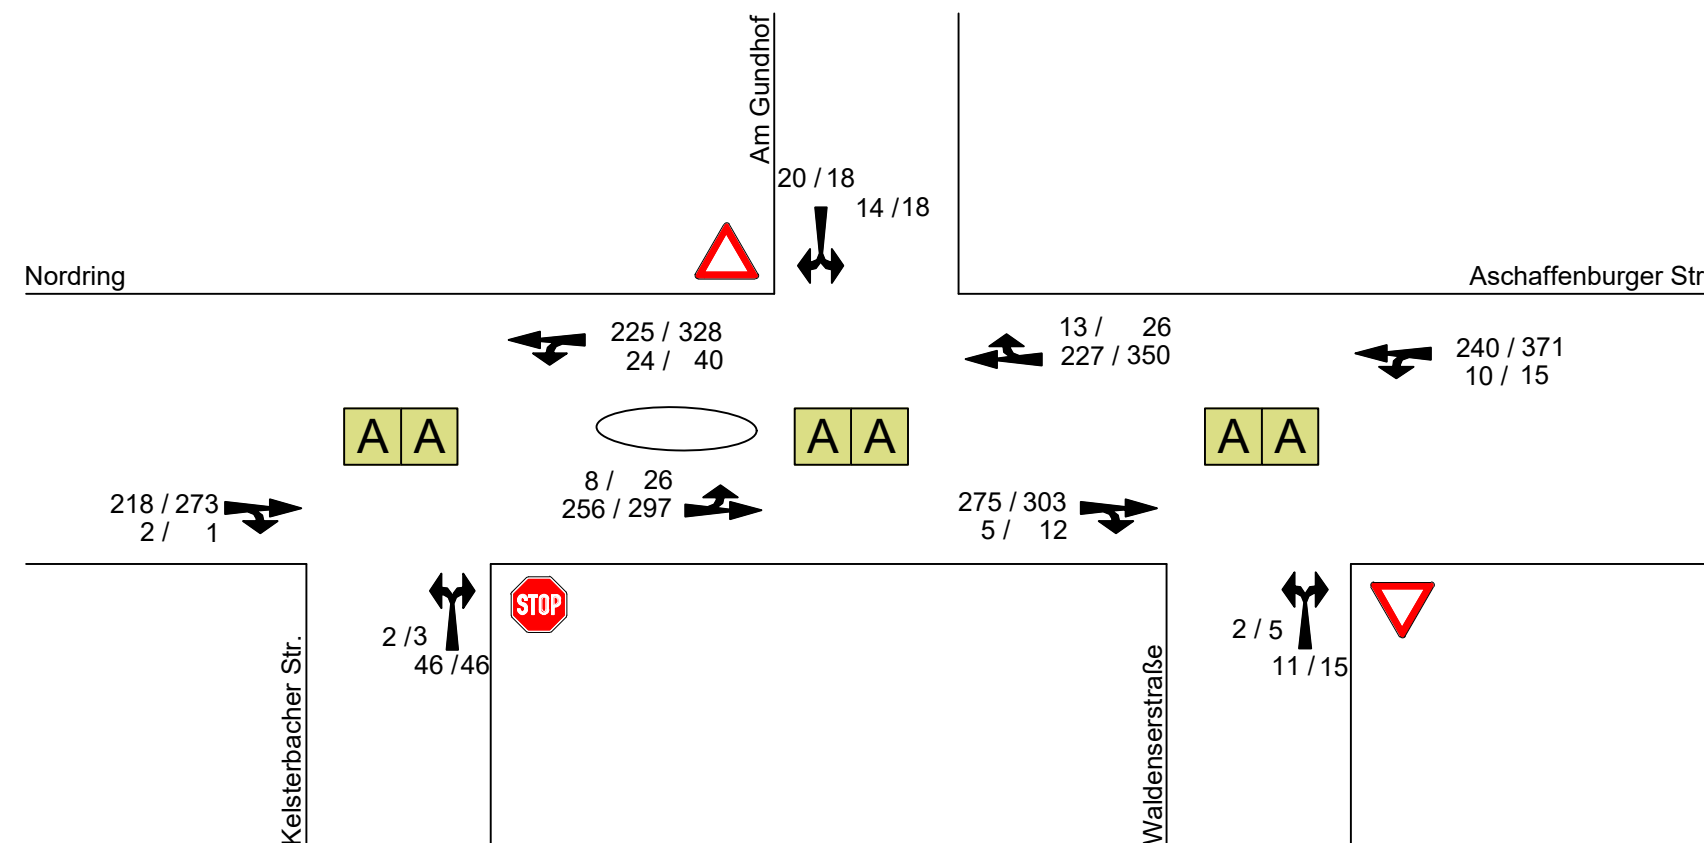 Am Gundhof
20 / 18
14 / 18
Nordring
Aschaffenburger Str
225 / 328
24 / 40
13 / 26
227 / 350
240 / 371
10 / 15
A A
A A
A A
8 / 26
256 / 297
218 / 273
2 / 1
275 / 303
5 / 12
STOP
2 / 3
46 / 46
2 / 5
11 / 15
Kelsterbacher Str.
Waldenserstraße